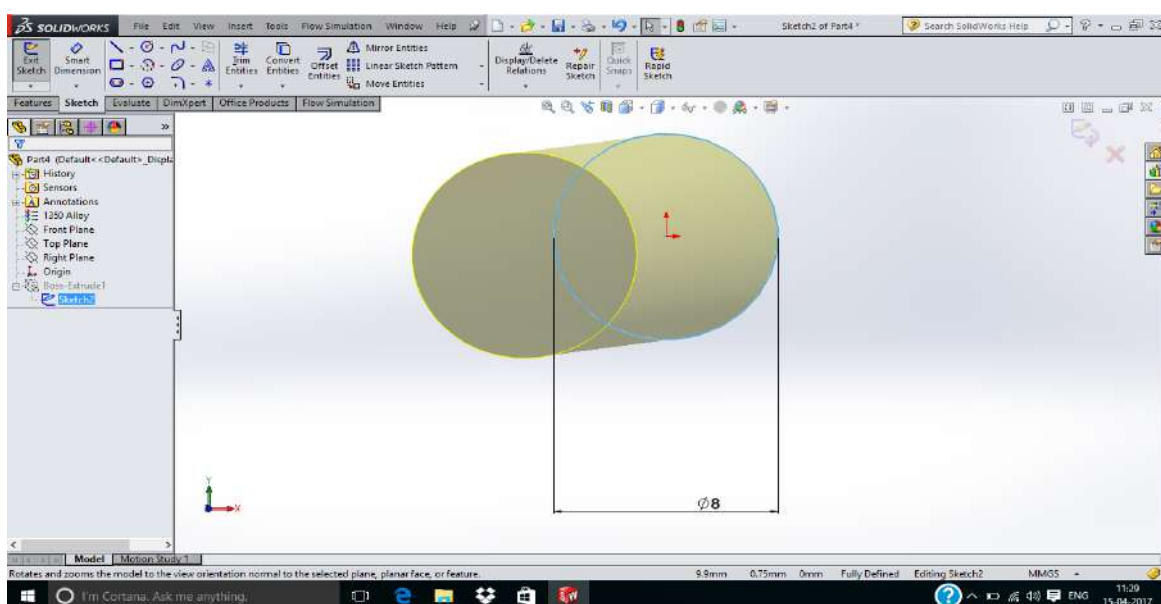 SOLIDWORKS File Edit View Insert Tools Flow Simulation Window Help Sketch2 of Part4 * Search SolidWorks Help
Exit Sketch
Smart Dimension
Trim Entities
Convert Entities
Offset Entities
Mirror Entities
Linear Sketch Pattern
Move Entities
Display/Delete Relations
Repair Sketch
Quick Snaps
Rapid Sketch
Features Sketch Evaluate DimXpert Office Products Flow Simulation
Part4 (Default<<Default>_Displa
History
Sensors
Annotations
1350 Alloy
Front Plane
Top Plane
Right Plane
Origin
Boss-Extrude1
Sketch2
Y
X
∅8
Model Motion Study 1
Rotates and zooms the model to the view orientation normal to the selected plane, planar face, or feature. 9.9mm 0.75mm 0mm Fully Defined Editing Sketch2 MMGS
I'm Cortana. Ask me anything. ENG 11:29
15-04-2017